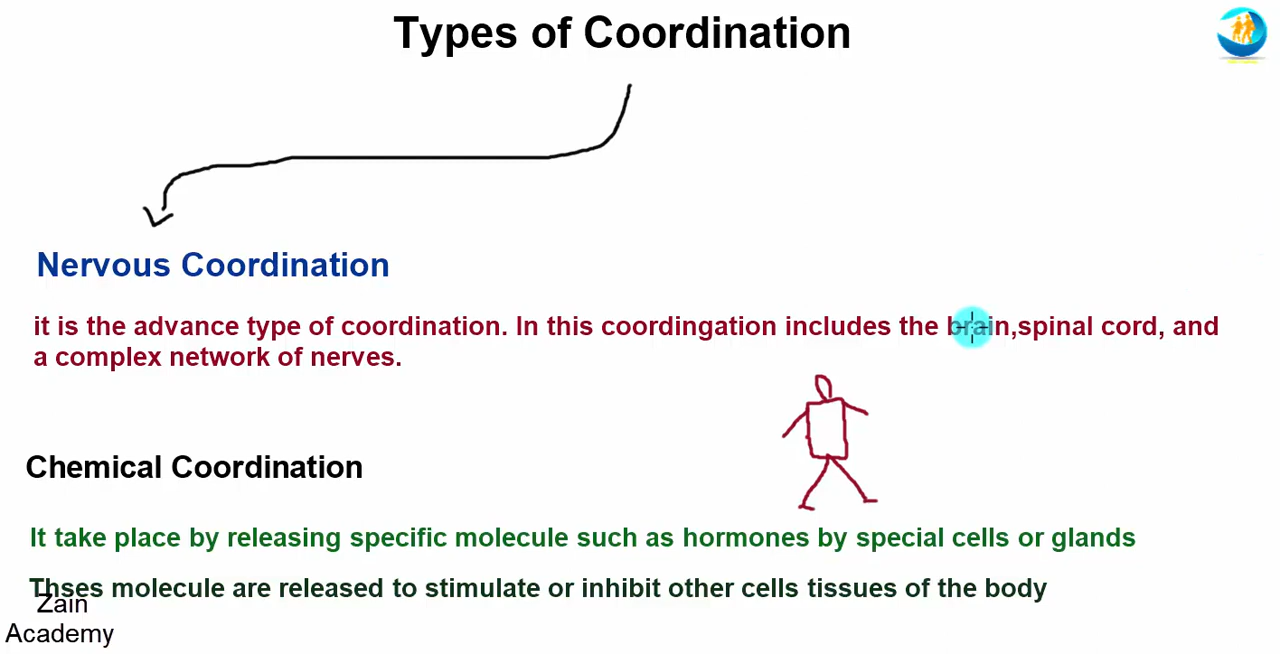 Types of Coordination
Nervous Coordination
it is the advance type of coordination. In this coordingation includes the brain,spinal cord, and
a complex network of nerves.
Chemical Coordination
It take place by releasing specific molecule such as hormones by special cells or glands
Thses molecule are released to stimulate or inhibit other cells tissues of the body
Zain
Academy